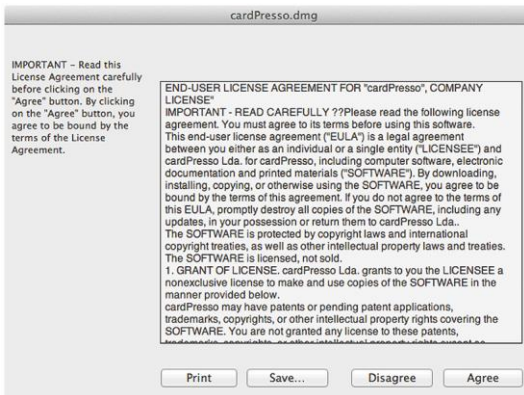 cardPresso.dmg
IMPORTANT - Read this
License Agreement carefully
before clicking on the
"Agree" button. By clicking
on the "Agree" button, you
agree to be bound by the
terms of the License
Agreement.
END-USER LICENSE AGREEMENT FOR "cardPresso", COMPANY
LICENSE"
IMPORTANT - READ CAREFULLY ??Please read the following license
agreement. You must agree to its terms before using this software.
This end-user license agreement ("EULA") is a legal agreement
between you either as an individual or a single entity ("LICENSEE") and
cardPresso Lda. for cardPresso, including computer software, electronic
documentation and printed materials ("SOFTWARE"). By downloading,
installing, copying, or otherwise using the SOFTWARE, you agree to be
bound by the terms of this agreement. If you do not agree to the terms of
this EULA, promptly destroy all copies of the SOFTWARE, including any
updates, in your possession or return them to cardPresso Lda..
The SOFTWARE is protected by copyright laws and international
copyright treaties, as well as other intellectual property laws and treaties.
The SOFTWARE is licensed, not sold.
1. GRANT OF LICENSE. cardPresso Lda. grants to you the LICENSEE a
nonexclusive license to make and use copies of the SOFTWARE in the
manner provided below.
cardPresso may have patents or pending patent applications,
trademarks, copyrights, or other intellectual property rights covering the
SOFTWARE. You are not granted any license to these patents,
trademarks, copyrights, or other intellectual property rights except as
Print
Save...
Disagree
Agree